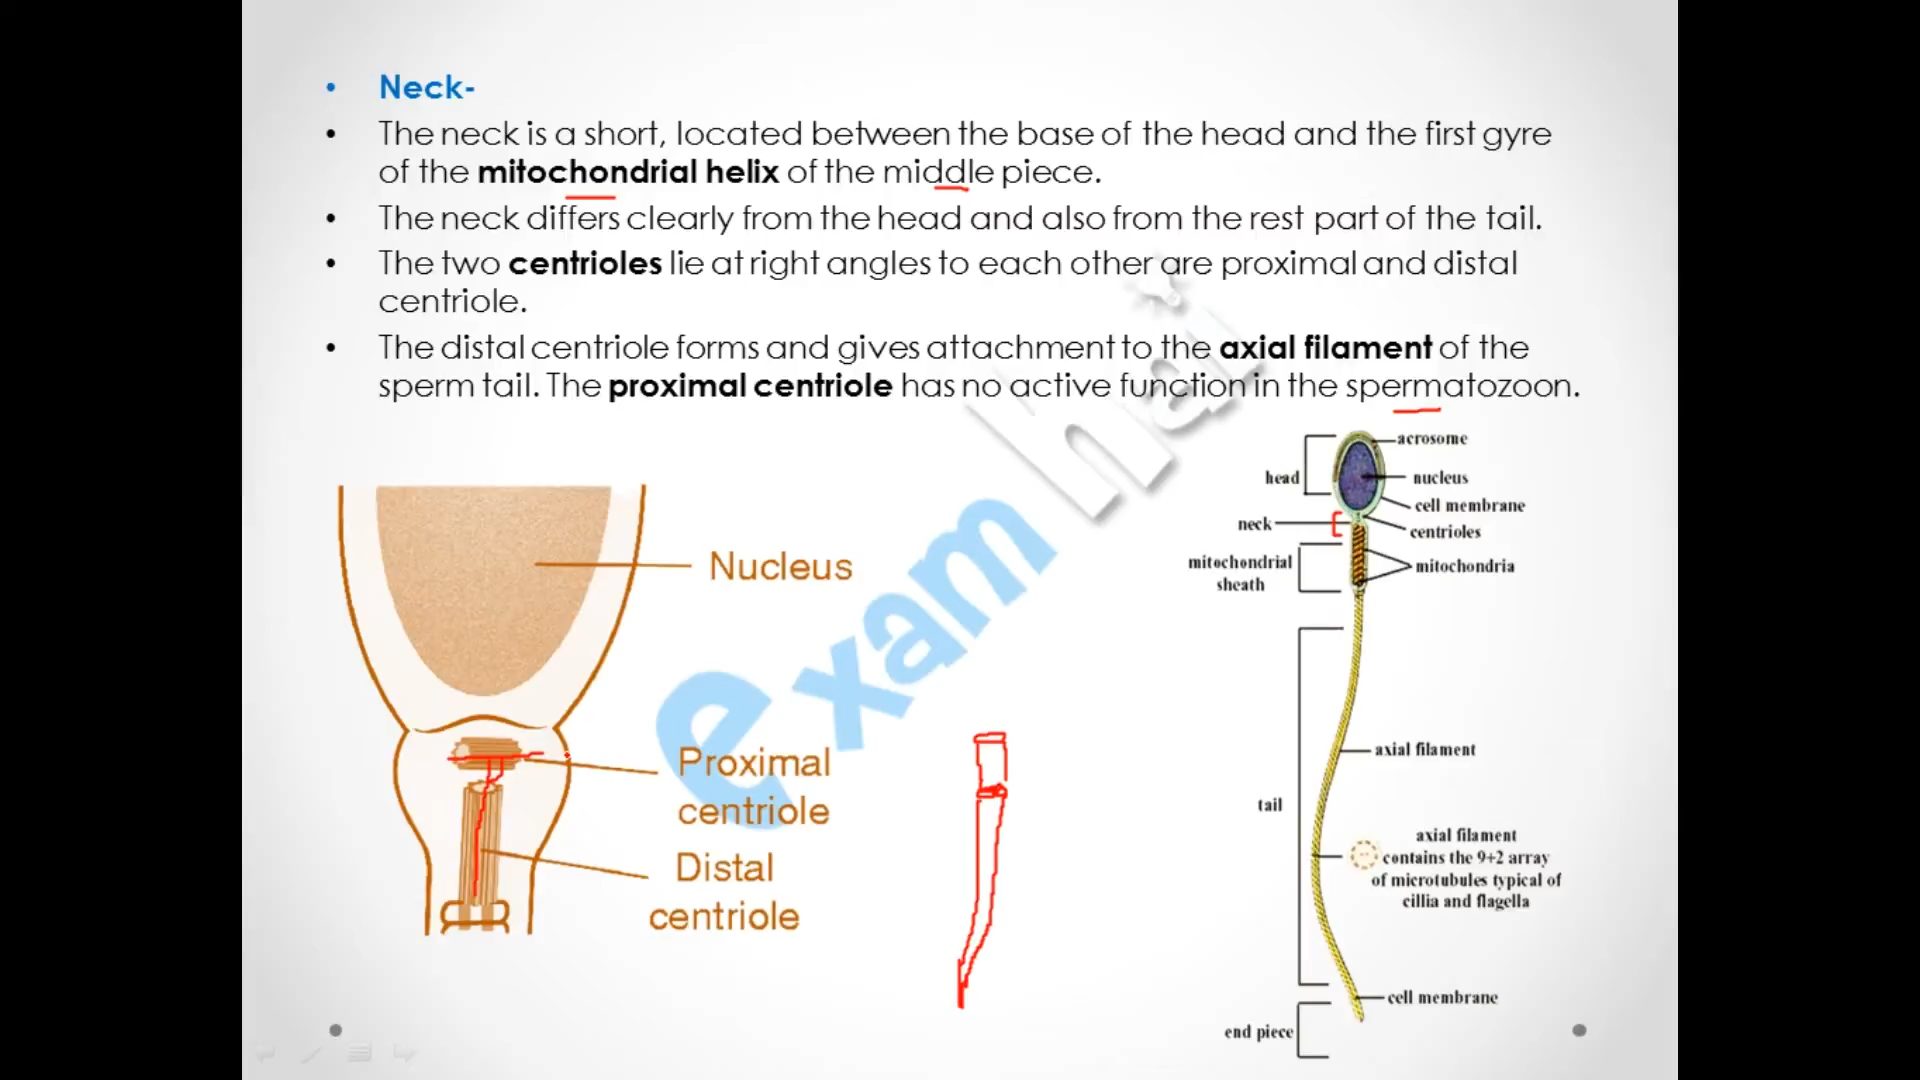 Neck-
The neck is a short, located between the base of the head and the first gyre
of the mitochondrial helix of the middle piece.
The neck differs clearly from the head and also from the rest part of the tail.
The two centrioles lie at right angles to each other are proximal and distal
centriole.
The distal centriole forms and gives attachment to the axial filament of the
sperm tail. The proximal centriole has no active function in the spermatozoon.
exam hai
Nucleus
Proximal
centriole
Distal
centriole
acrosome
head
nucleus
cell membrane
neck
centrioles
mitochondrial
sheath
mitochondria
axial filament
tail
axial filament
contains the 9+2 array
of microtubules typical of
cillia and flagella
cell membrane
end piece